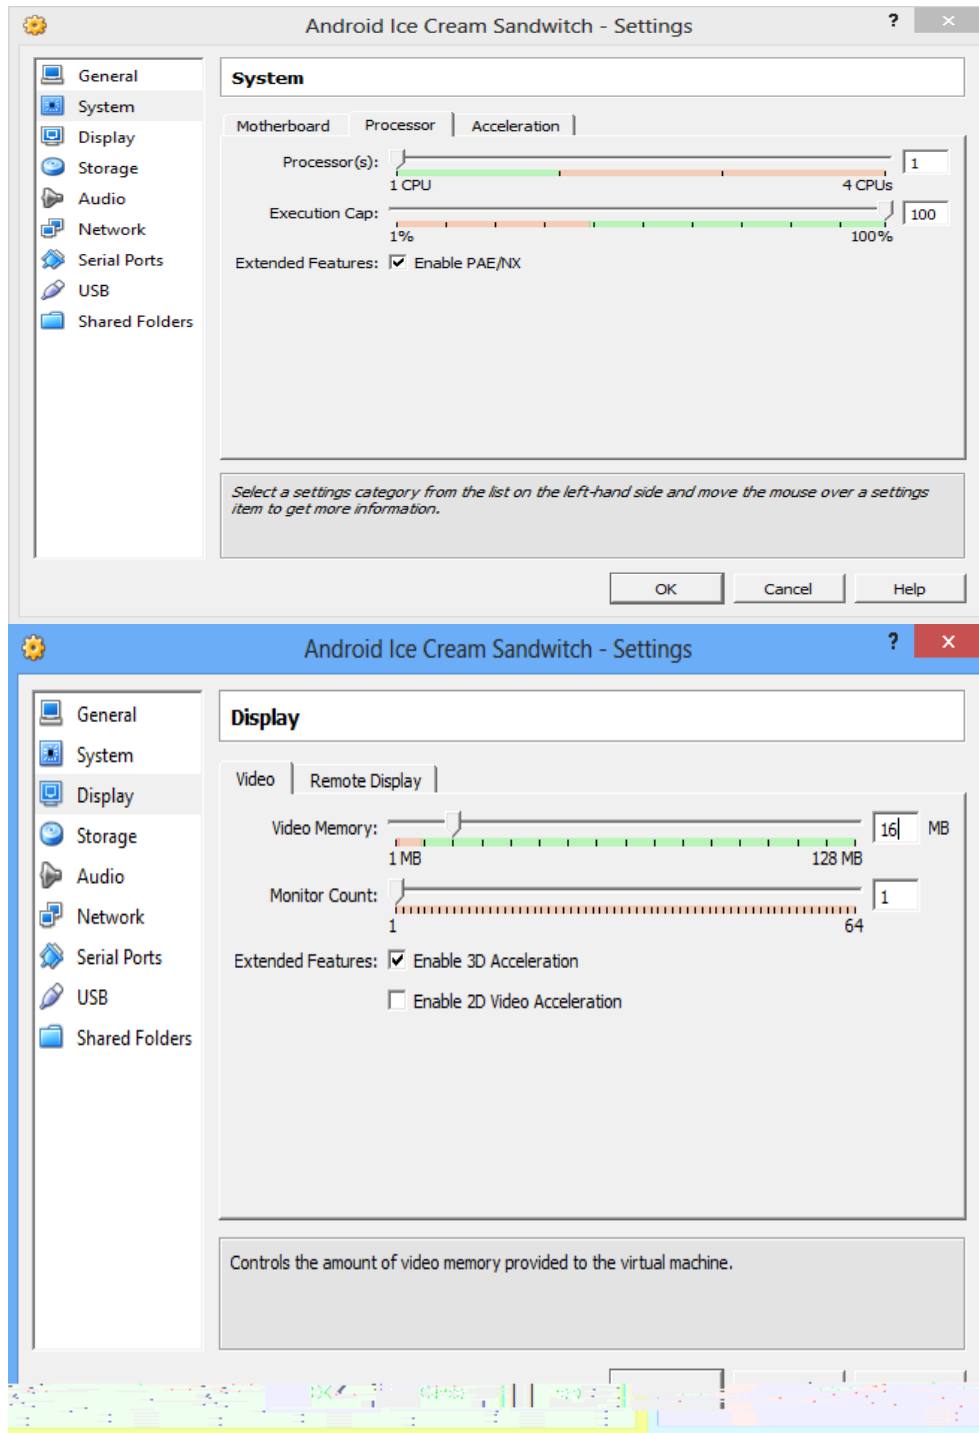 Android Ice Cream Sandwitch - Settings
?
General
System
Display
Storage
Audio
Network
Serial Ports
USB
Shared Folders
System
Motherboard Processor Acceleration
Processor(s): 1
1 CPU 4 CPUs
Execution Cap: 100
1% 100%
Extended Features: Enable PAE/NX
Select a settings category from the list on the left-hand side and move the mouse over a settings
item to get more information.
OK Cancel Help
Android Ice Cream Sandwitch - Settings
?
General
System
Display
Storage
Audio
Network
Serial Ports
USB
Shared Folders
Display
Video Remote Display
Video Memory: 16 MB
1 MB 128 MB
Monitor Count: 1
1 64
Extended Features: Enable 3D Acceleration
Enable 2D Video Acceleration
Controls the amount of video memory provided to the virtual machine.